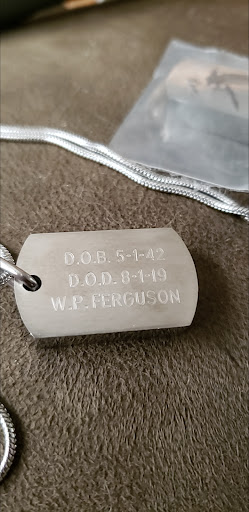 D.O.B. 5-1-42
D.O.D. 8-1-19
W.P. FERGUSON